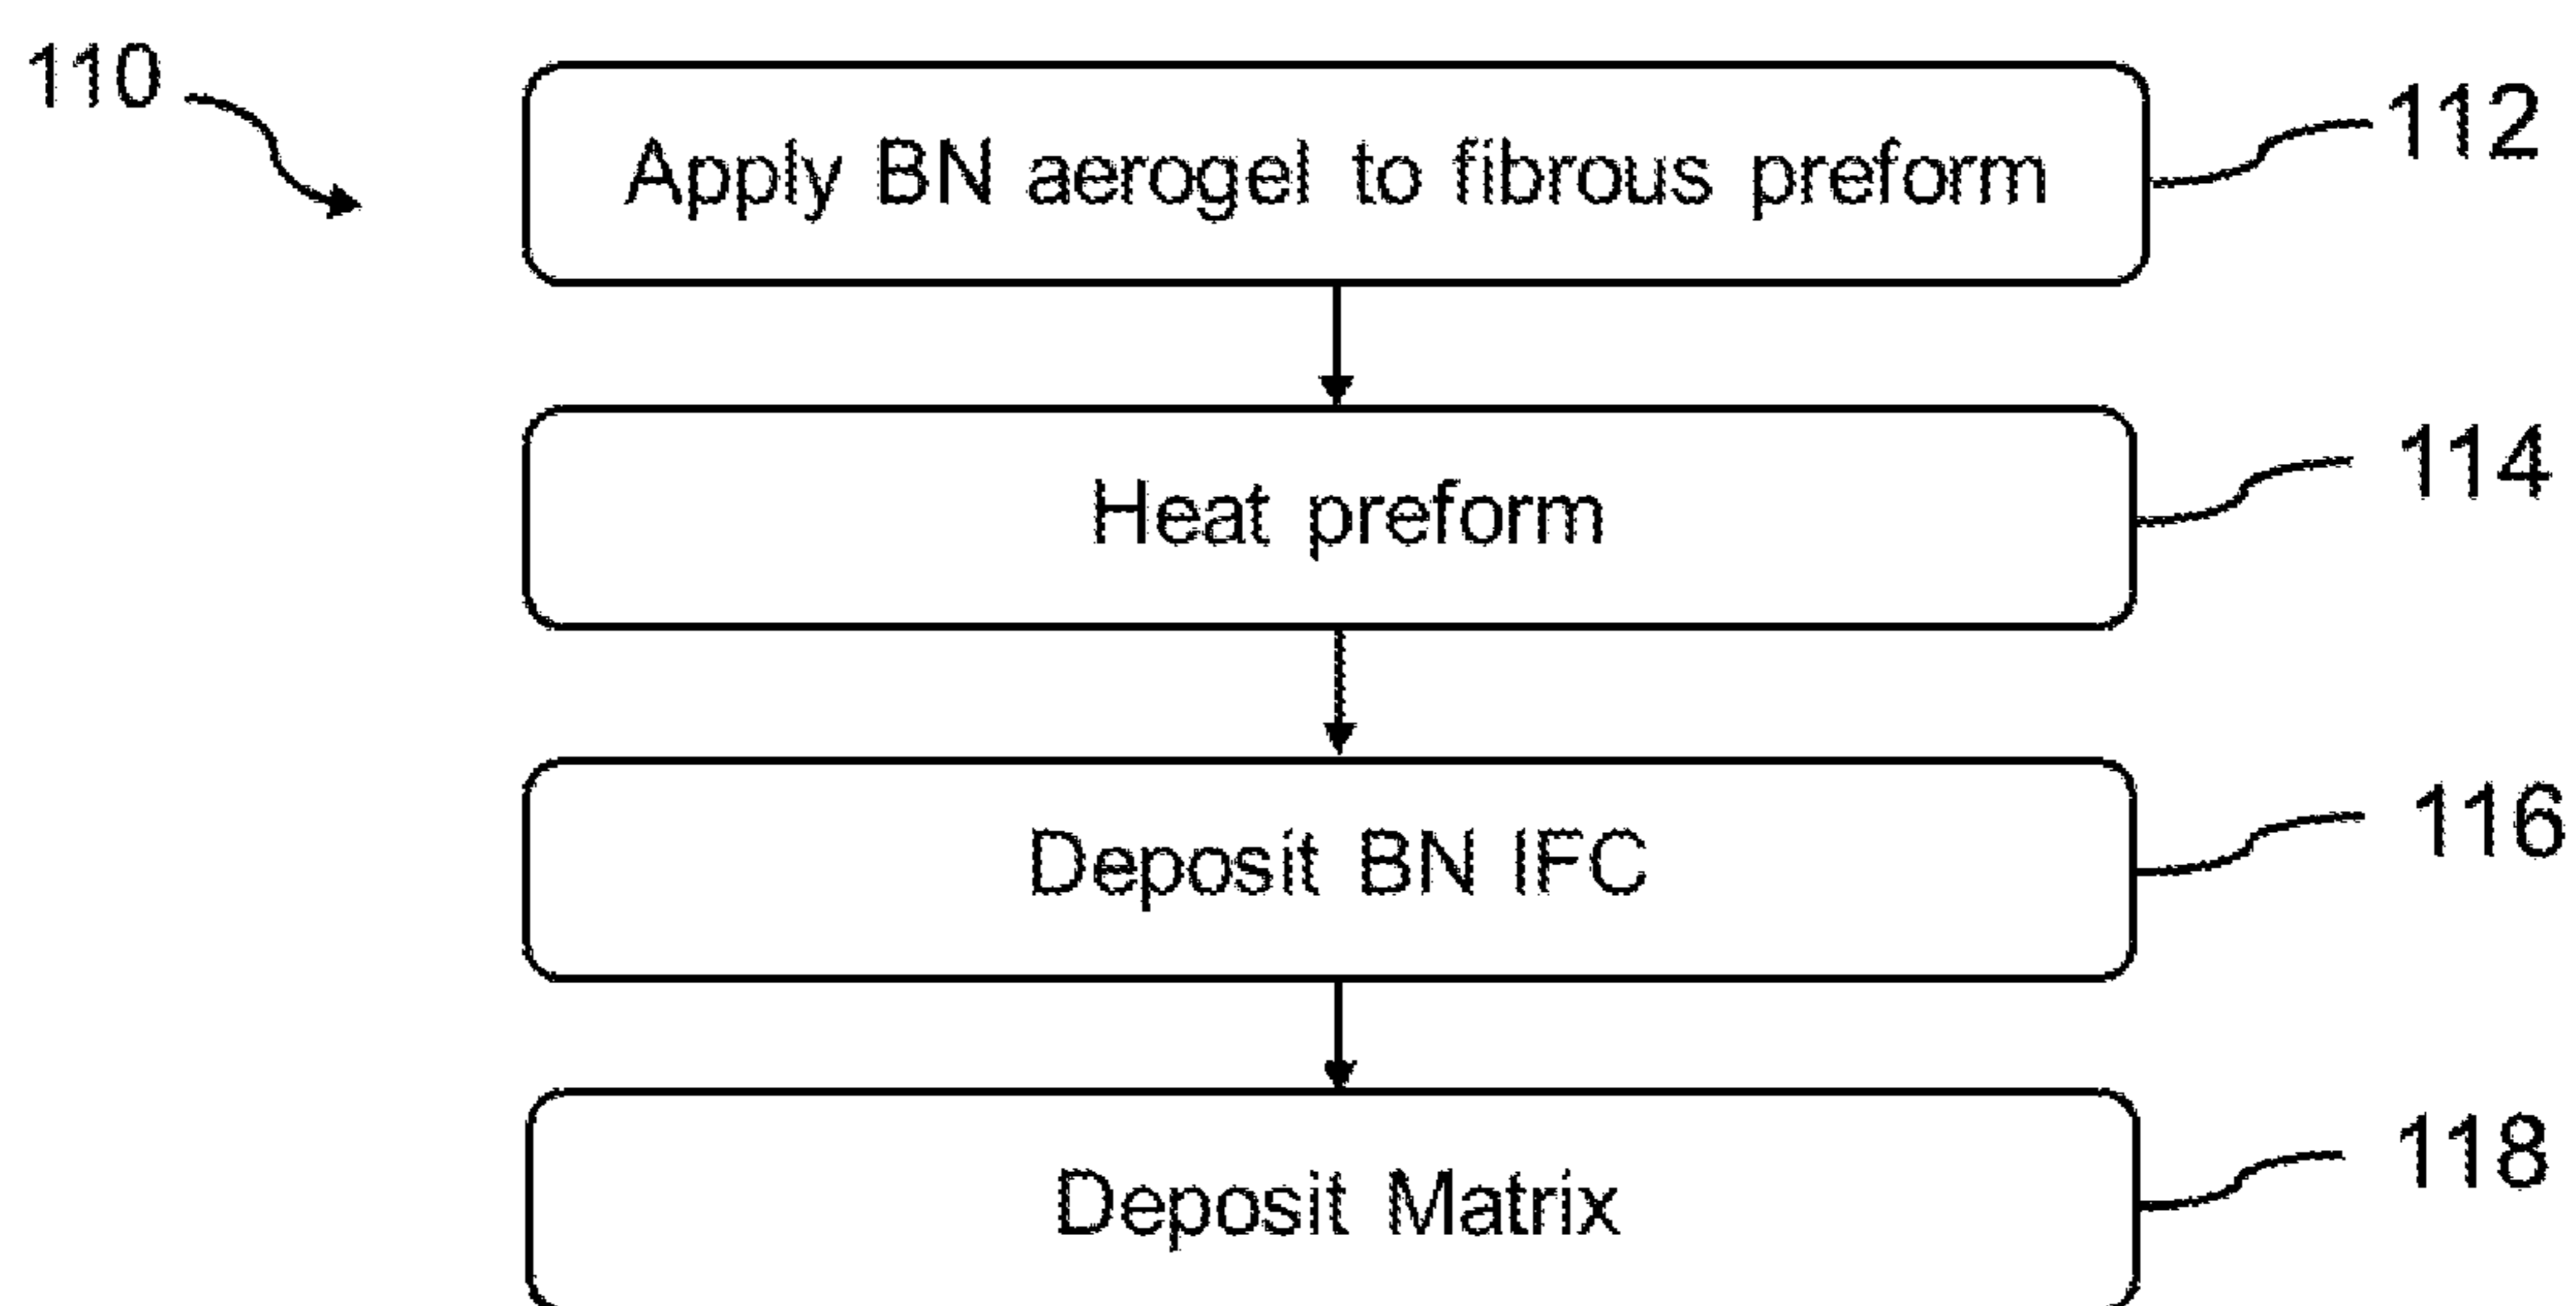 110
Apply BN aerogel to fibrous preform
112
Heat preform
114
Deposit BN IFC
116
Deposit Matrix
118